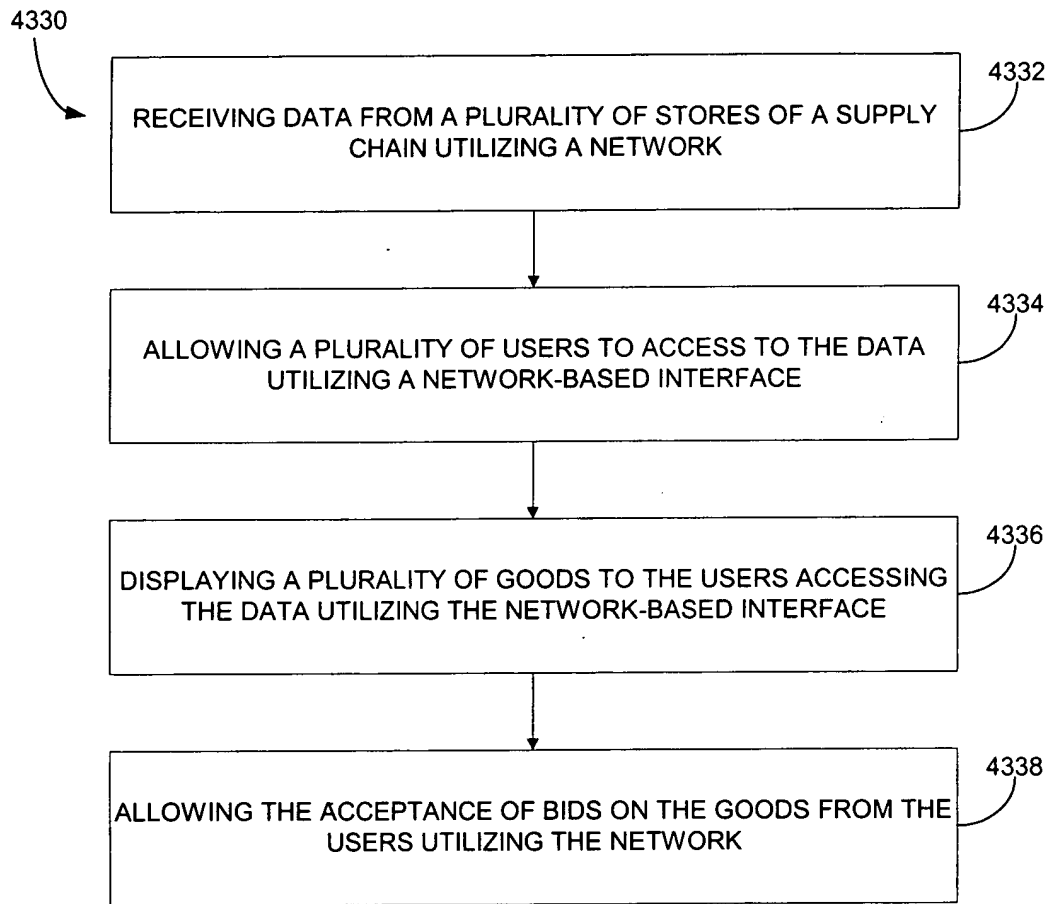 4330
4332
RECEIVING DATA FROM A PLURALITY OF STORES OF A SUPPLY
CHAIN UTILIZING A NETWORK
4334
ALLOWING A PLURALITY OF USERS TO ACCESS TO THE DATA
UTILIZING A NETWORK-BASED INTERFACE
4336
DISPLAYING A PLURALITY OF GOODS TO THE USERS ACCESSING
THE DATA UTILIZING THE NETWORK-BASED INTERFACE
4338
ALLOWING THE ACCEPTANCE OF BIDS ON THE GOODS FROM THE
USERS UTILIZING THE NETWORK